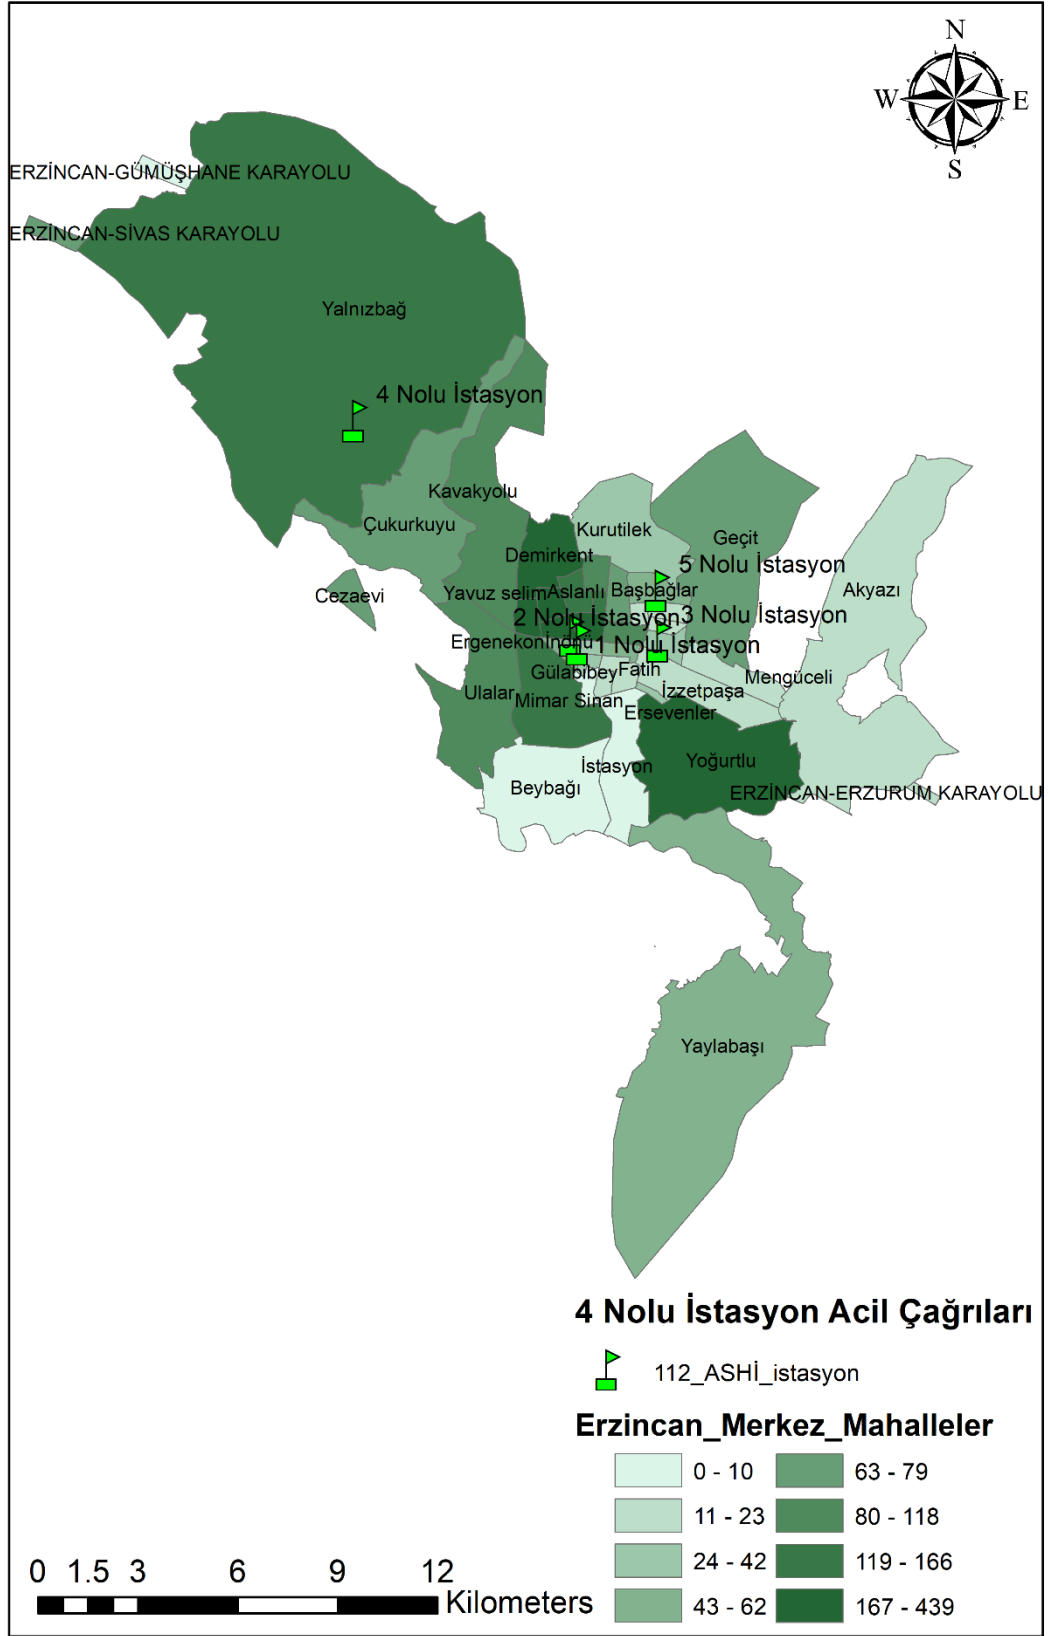 N
W E
S
ERZİNCAN-GÜMÜŞHANE KARAYOLU
ERZİNCAN-SİVAS KARAYOLU
Yalnızbağ
4 Nolu İstasyon
Kavakyolu
Çukurkuyu
Kurutilek
Geçit
Demirkent
5 Nolu İstasyon
Cezaevi
Yavuz selim
Aslanlı
Başbağlar
Akyazı
2 Nolu İstasyon
3 Nolu İstasyon
Ergenekon
İnönü
1 Nolu İstasyon
Gülabibey
Fatih
Mengüceli
Ulalar
Mimar Sinan
İzzetpaşa
Ersevenler
İstasyon
Yoğurtlu
Beybağı
ERZİNCAN-ERZURUM KARAYOLU
Yaylabaşı
4 Nolu İstasyon Acil Çağrıları
112_ASHİ_istasyon
Erzincan_Merkez_Mahalleler
0 - 10 63 - 79
11 - 23 80 - 118
24 - 42 119 - 166
43 - 62 167 - 439
0 1.5 3 6 9 12
Kilometers